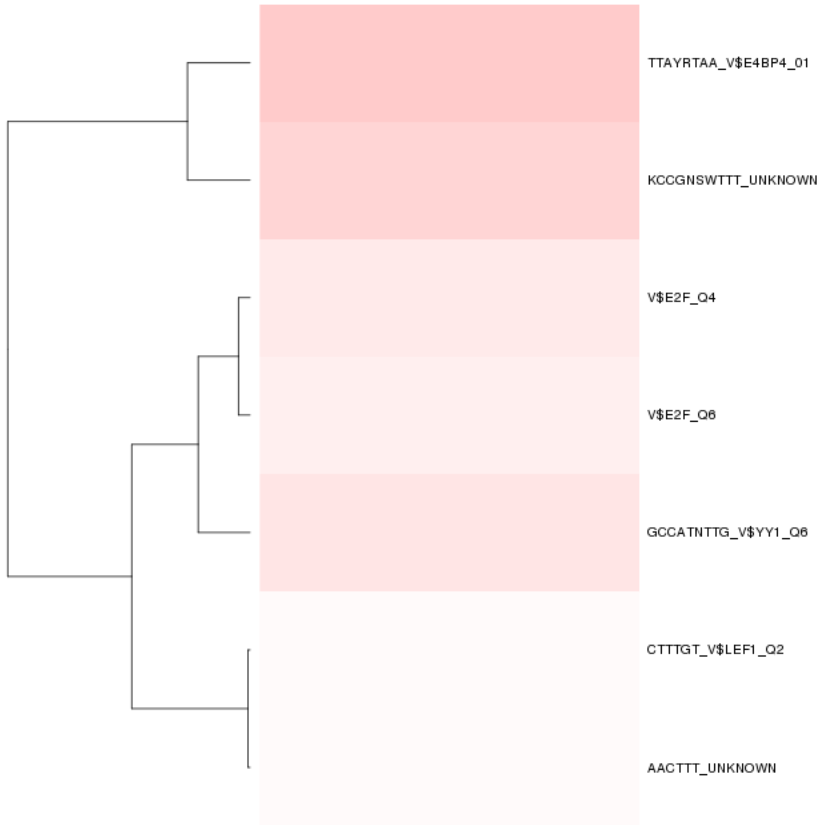 TTAYRTAA_V$E4BP4_01
KCCGNSWTTT_UNKNOWN
V$E2F_Q4
V$E2F_Q6
GCCATNTTG_V$YY1_Q6
CTTTGT_V$LEF1_Q2
AACTTT_UNKNOWN